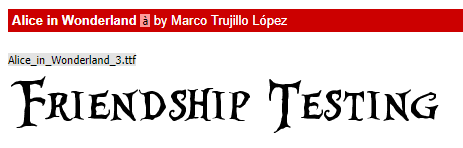 Alice in Wonderland à by Marco Trujillo López
Alice_in_Wonderland_3.ttf
Friendship Testing